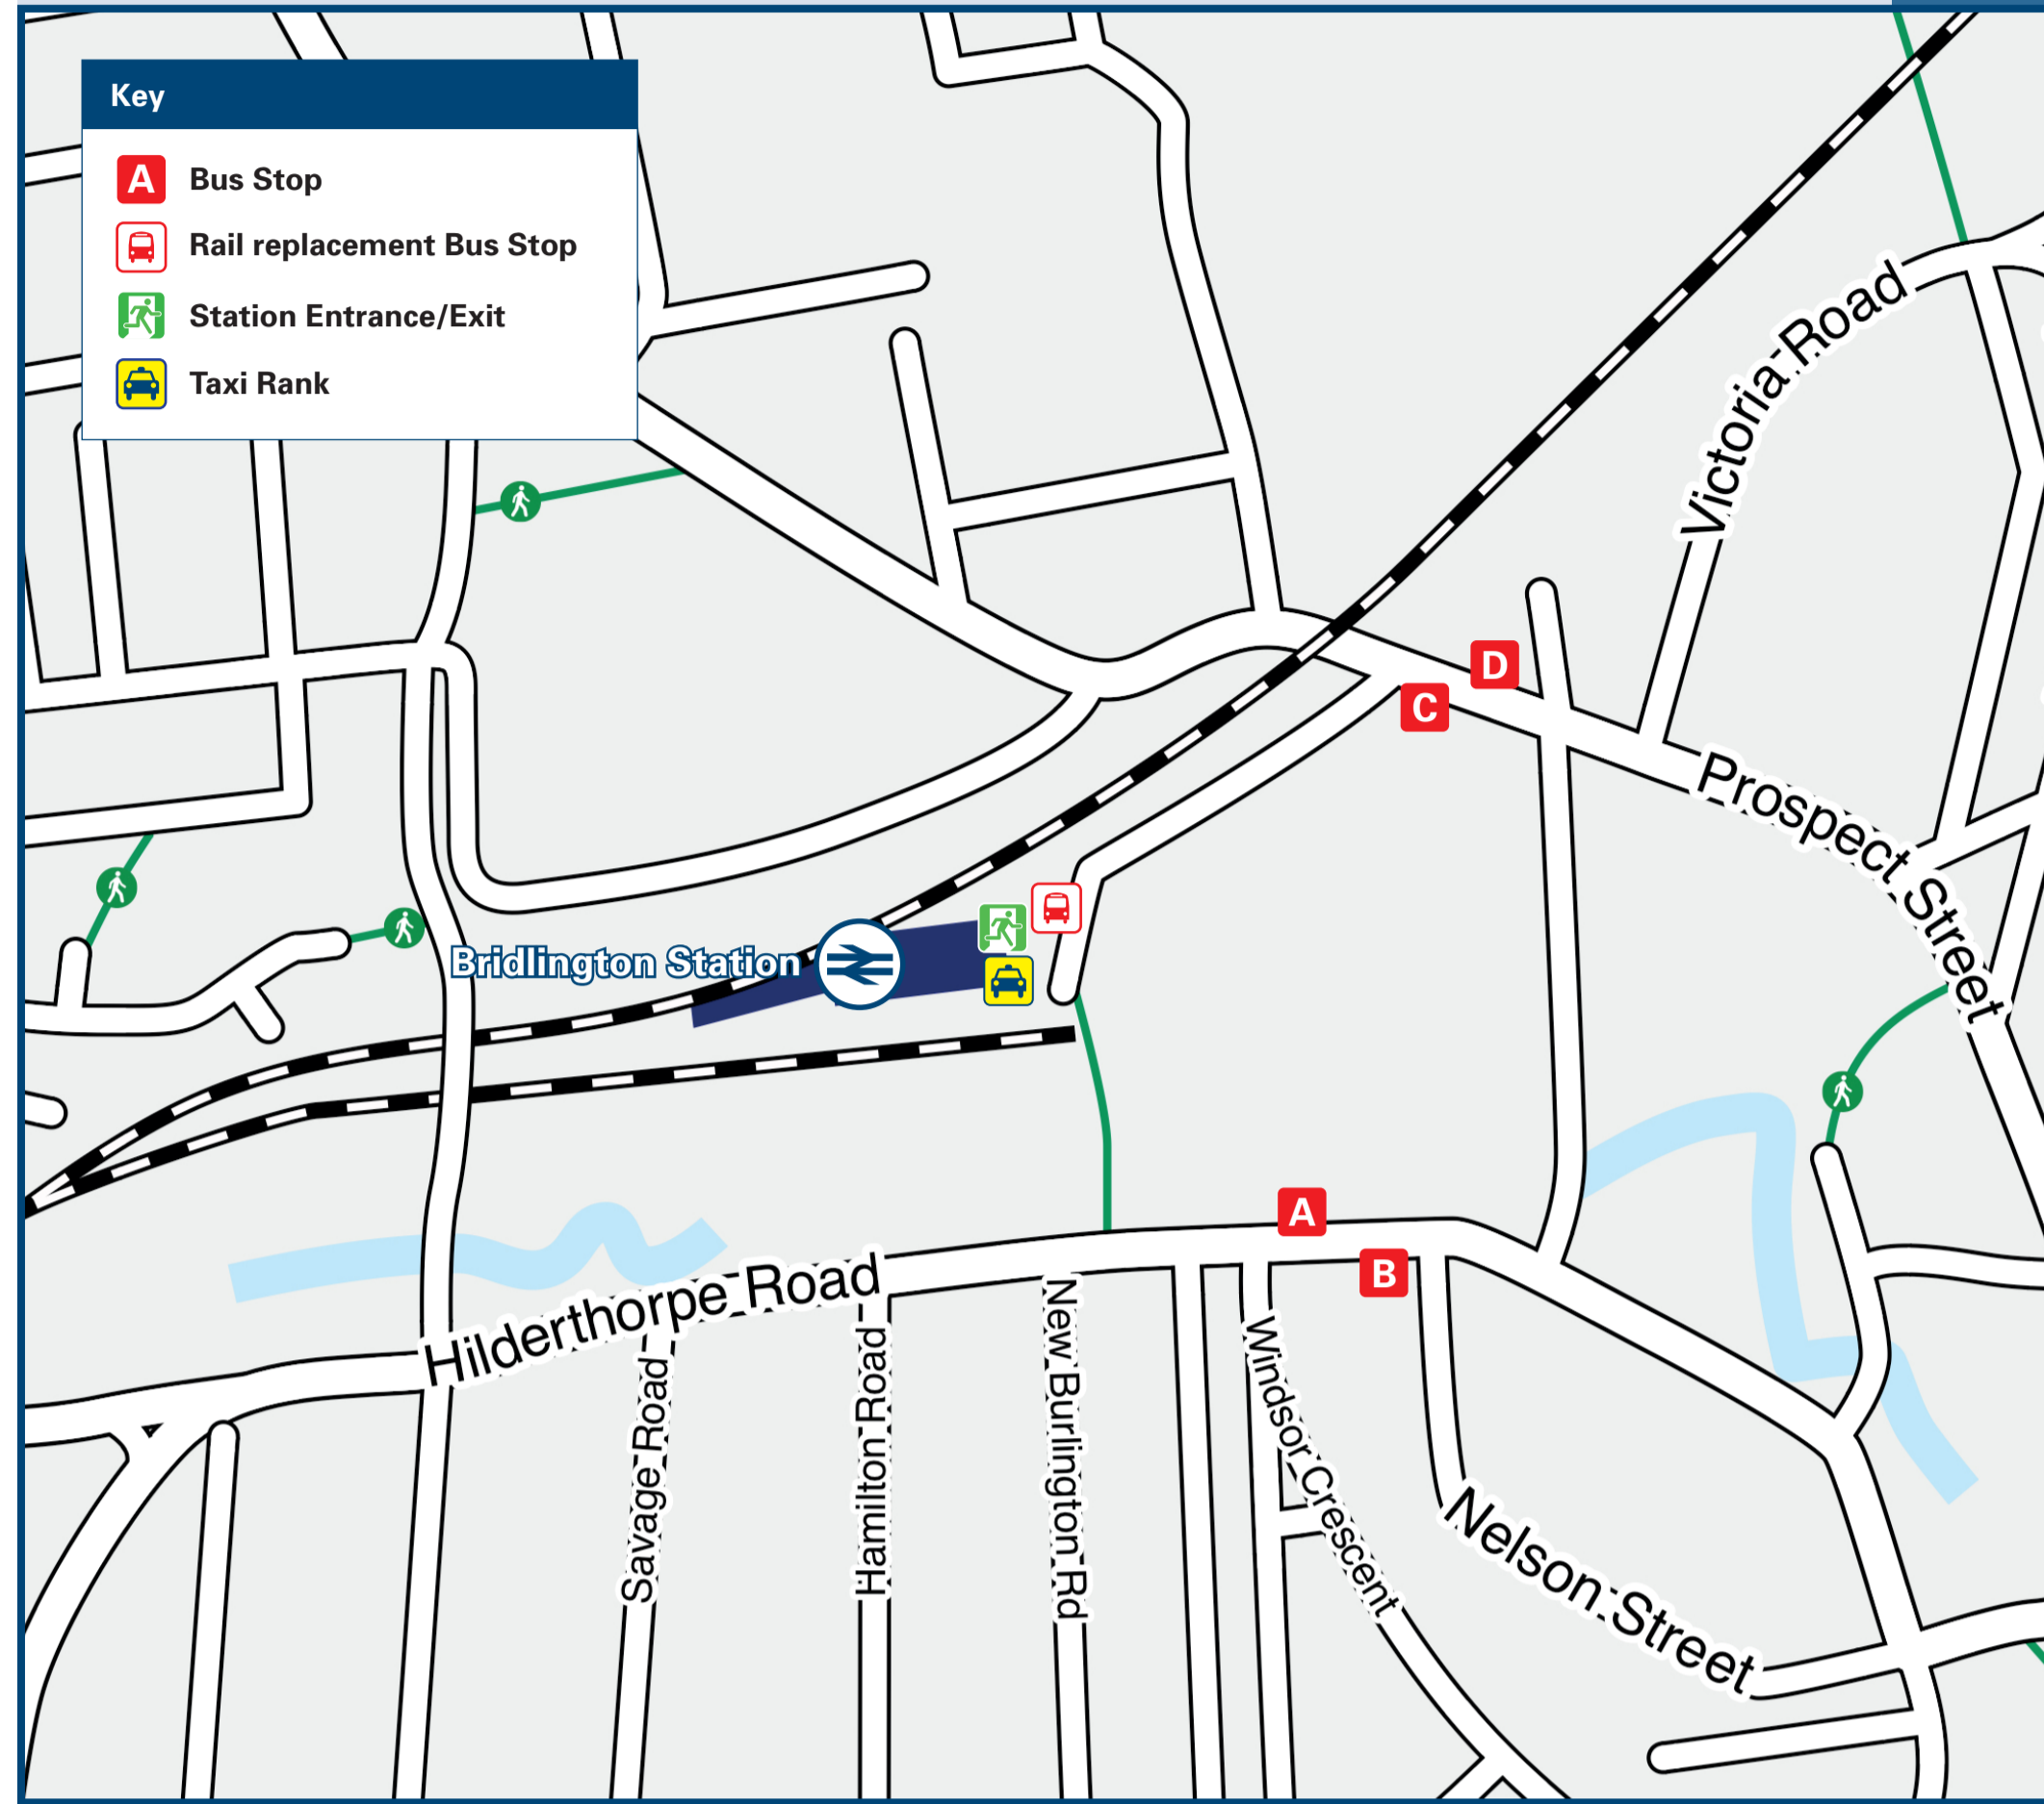 Key
A Bus Stop
Rail replacement Bus Stop
Station Entrance/Exit
Taxi Rank
Victoria Road
D
C
Prospect Street
Bridlington Station
A
B
Hilderthorpe Road
Savage Road
Hamilton Road
New Burlington Rd
Windsor Crescent
Nelson Street